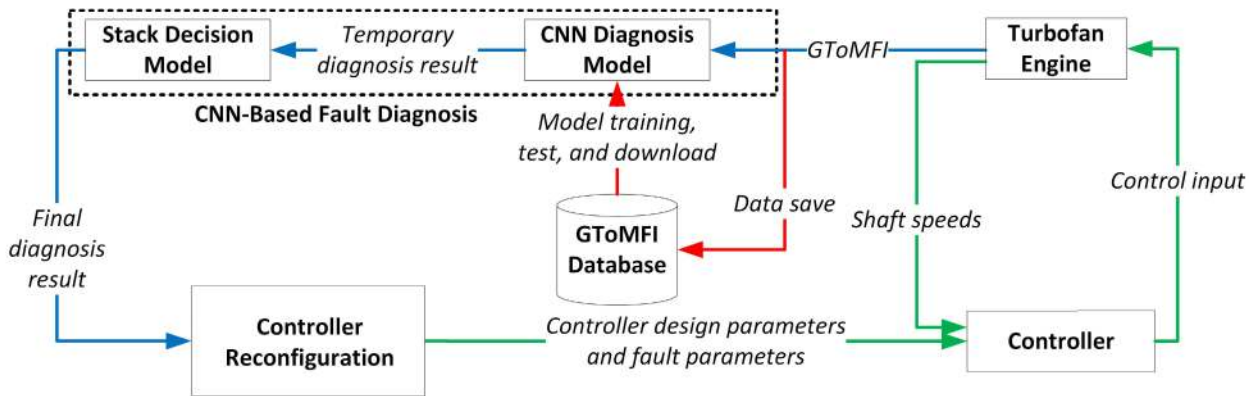 Stack Decision
Model
Temporary
diagnosis result
CNN Diagnosis
Model
GToMFI
Turbofan
Engine
CNN-Based Fault Diagnosis
Model training,
test, and download
Control input
Final
diagnosis
result
Data save
Shaft speeds
GToMFI
Database
Controller
Reconfiguration
Controller design parameters
and fault parameters
Controller